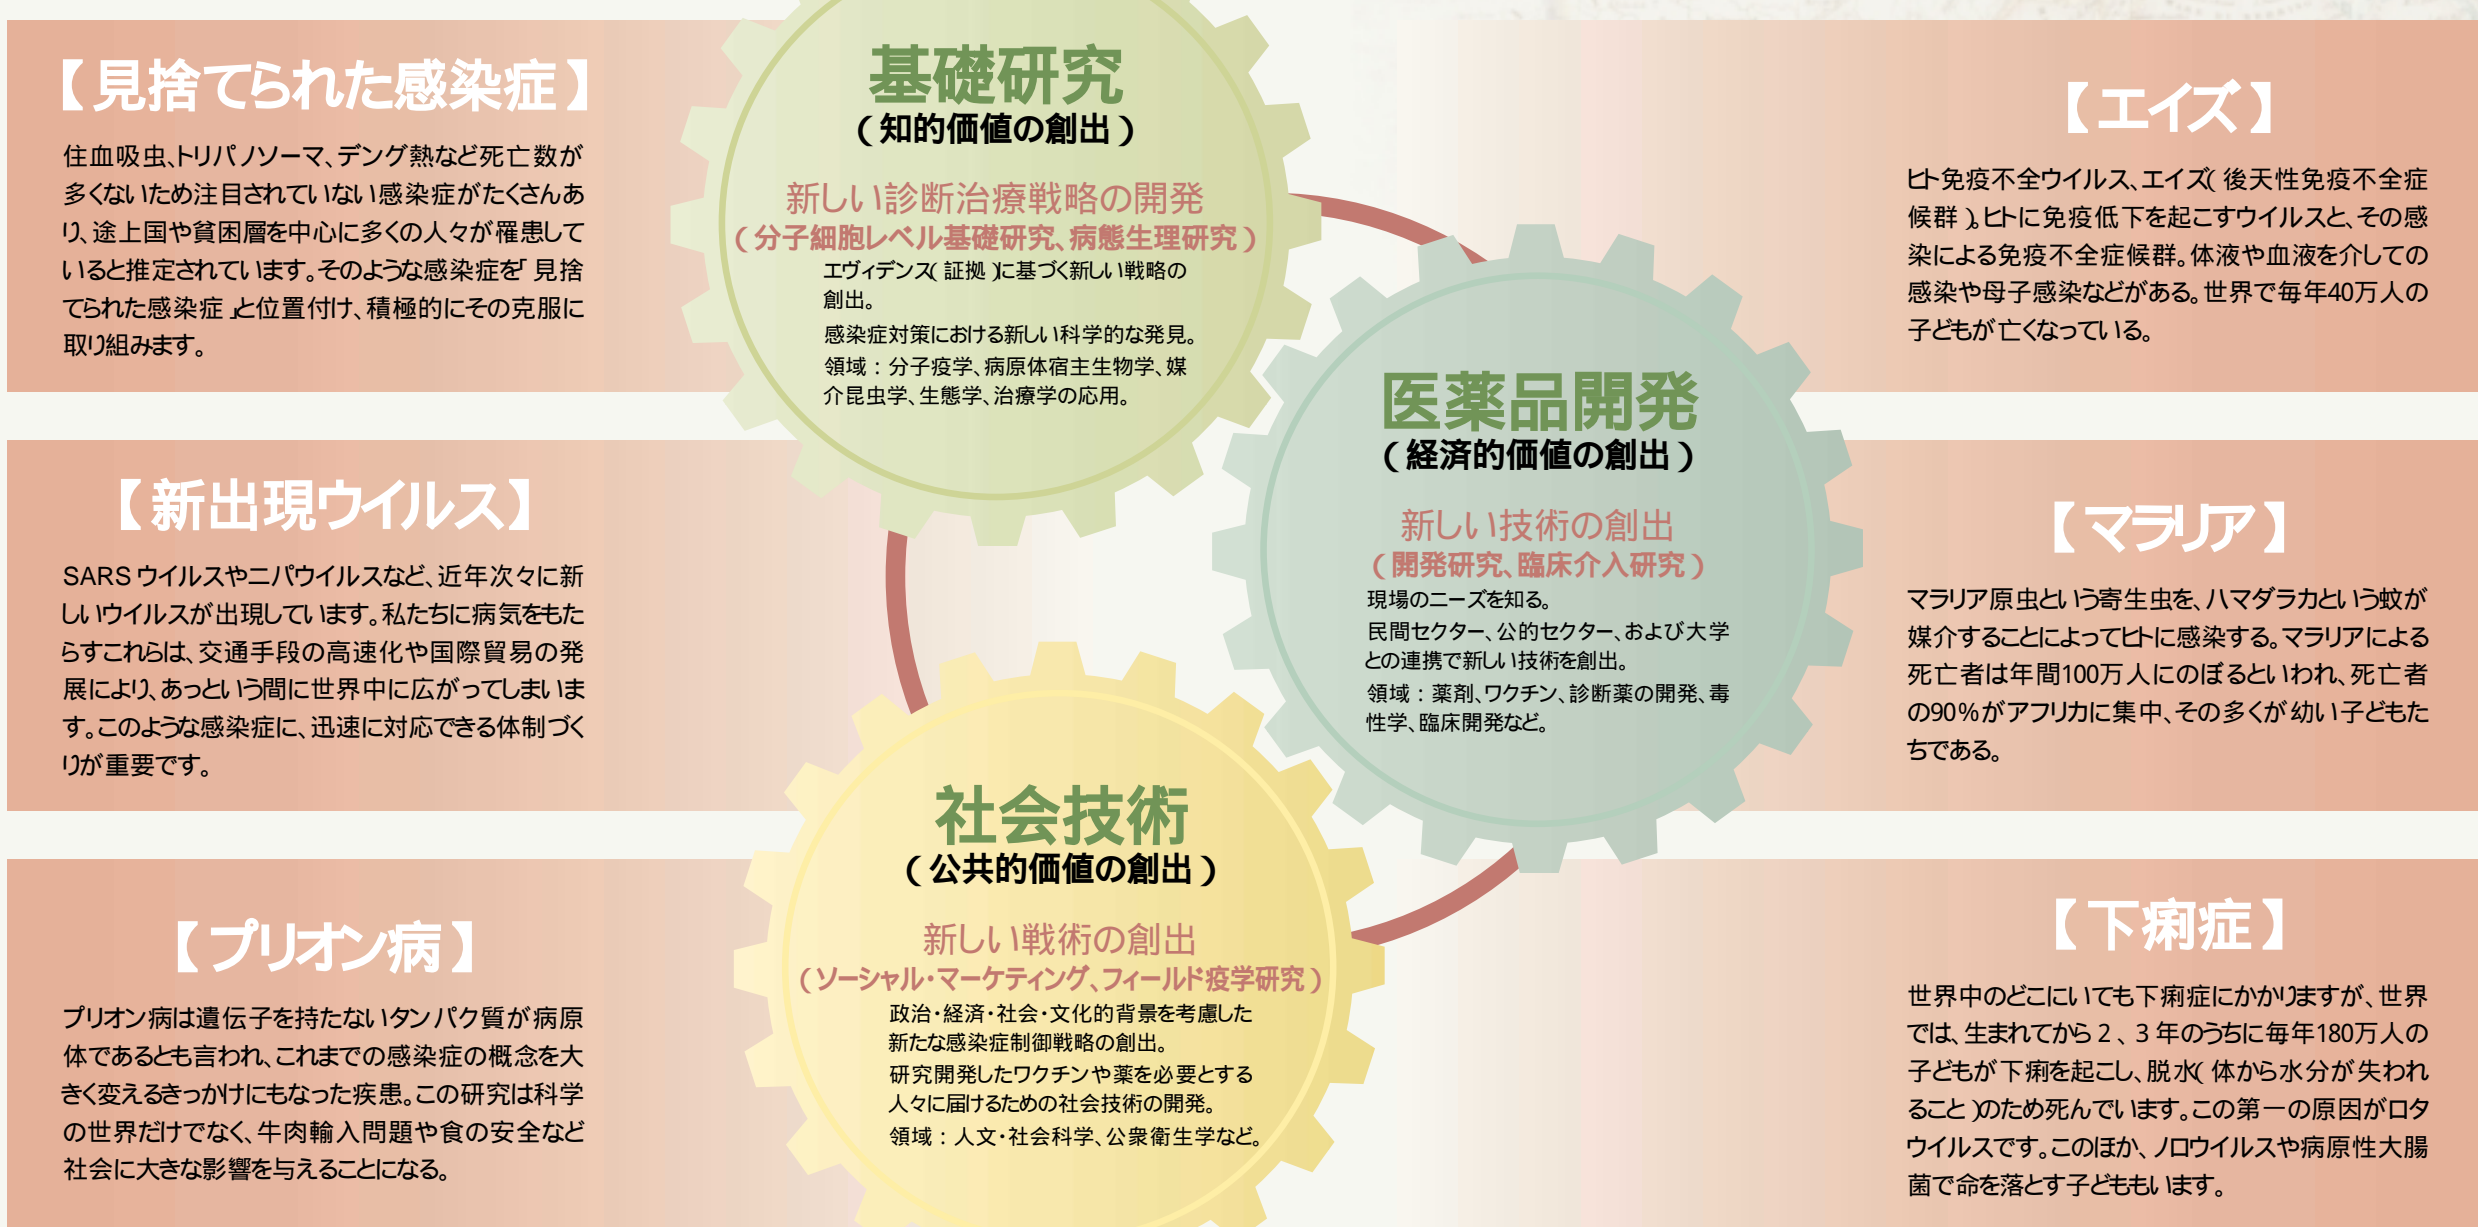 【見捨てられた感染症】
住血吸虫、トリパノソーマ、デング熱など死亡数が
多くないため注目されていない感染症がたくさんあ
り、途上国や貧困層を中心に多くの人々が罹患して
いると推定されています。そのような感染症を「見捨
てられた感染症」と位置付け、積極的にその克服に
取り組みます。
【新出現ウイルス】
SARSウイルスやニパウイルスなど、近年次々に新
しいウイルスが出現しています。私たちに病気をもた
らすこれらは、交通手段の高速化や国際貿易の発
展により、あっという間に世界中に広がってしまいま
す。このような感染症に、迅速に対応できる体制づく
りが重要です。
【プリオン病】
プリオン病は遺伝子を持たないタンパク質が病原
体であるとも言われ、これまでの感染症の概念を大
きく変えるきっかけにもなった疾患。この研究は科学
の世界だけでなく、牛肉輸入問題や食の安全など
社会に大きな影響を与えることになる。
基礎研究
（知的価値の創出）
新しい診断治療戦略の開発
（分子細胞レベル基礎研究、病態生理研究）
エヴィデンス（証拠）に基づく新しい戦略の
創出。
感染症対策における新しい科学的な発見。
領域：分子疫学、病原体宿主生物学、媒
介昆虫学、生態学、治療学の応用。
医薬品開発
（経済的価値の創出）
新しい技術の創出
（開発研究、臨床介入研究）
現場のニーズを知る。
民間セクター、公的セクター、および大学
との連携で新しい技術を創出。
領域：薬剤、ワクチン、診断薬の開発、毒
性学、臨床開発など。
社会技術
（公共的価値の創出）
新しい戦術の創出
（ソーシャル・マーケティング、フィールド疫学研究）
政治・経済・社会・文化的背景を考慮した
新たな感染症制御戦略の創出。
研究開発したワクチンや薬を必要とする
人々に届けるための社会技術の開発。
領域：人文・社会科学、公衆衛生学など。
【エイズ】
ヒト免疫不全ウイルス、エイズ（後天性免疫不全症
候群）。ヒトに免疫低下を起こすウイルスと、その感
染による免疫不全症候群。体液や血液を介しての
感染や母子感染などがある。世界で毎年40万人の
子どもが亡くなっている。
【マラリア】
マラリア原虫という寄生虫を、ハマダラカという蚊が
媒介することによってヒトに感染する。マラリアによる
死亡者は年間100万人にのぼるといわれ、死亡者
の90％がアフリカに集中、その多くが幼い子どもた
ちである。
【下痢症】
世界中のどこにいても下痢症にかかりますが、世界
では、生まれてから２、３年のうちに毎年180万人の
子どもが下痢を起こし、脱水（体から水分が失われ
ること）のため死んでいます。この第一の原因がロタ
ウイルスです。このほか、ノロウイルスや病原性大腸
菌で命を落とす子どももいます。